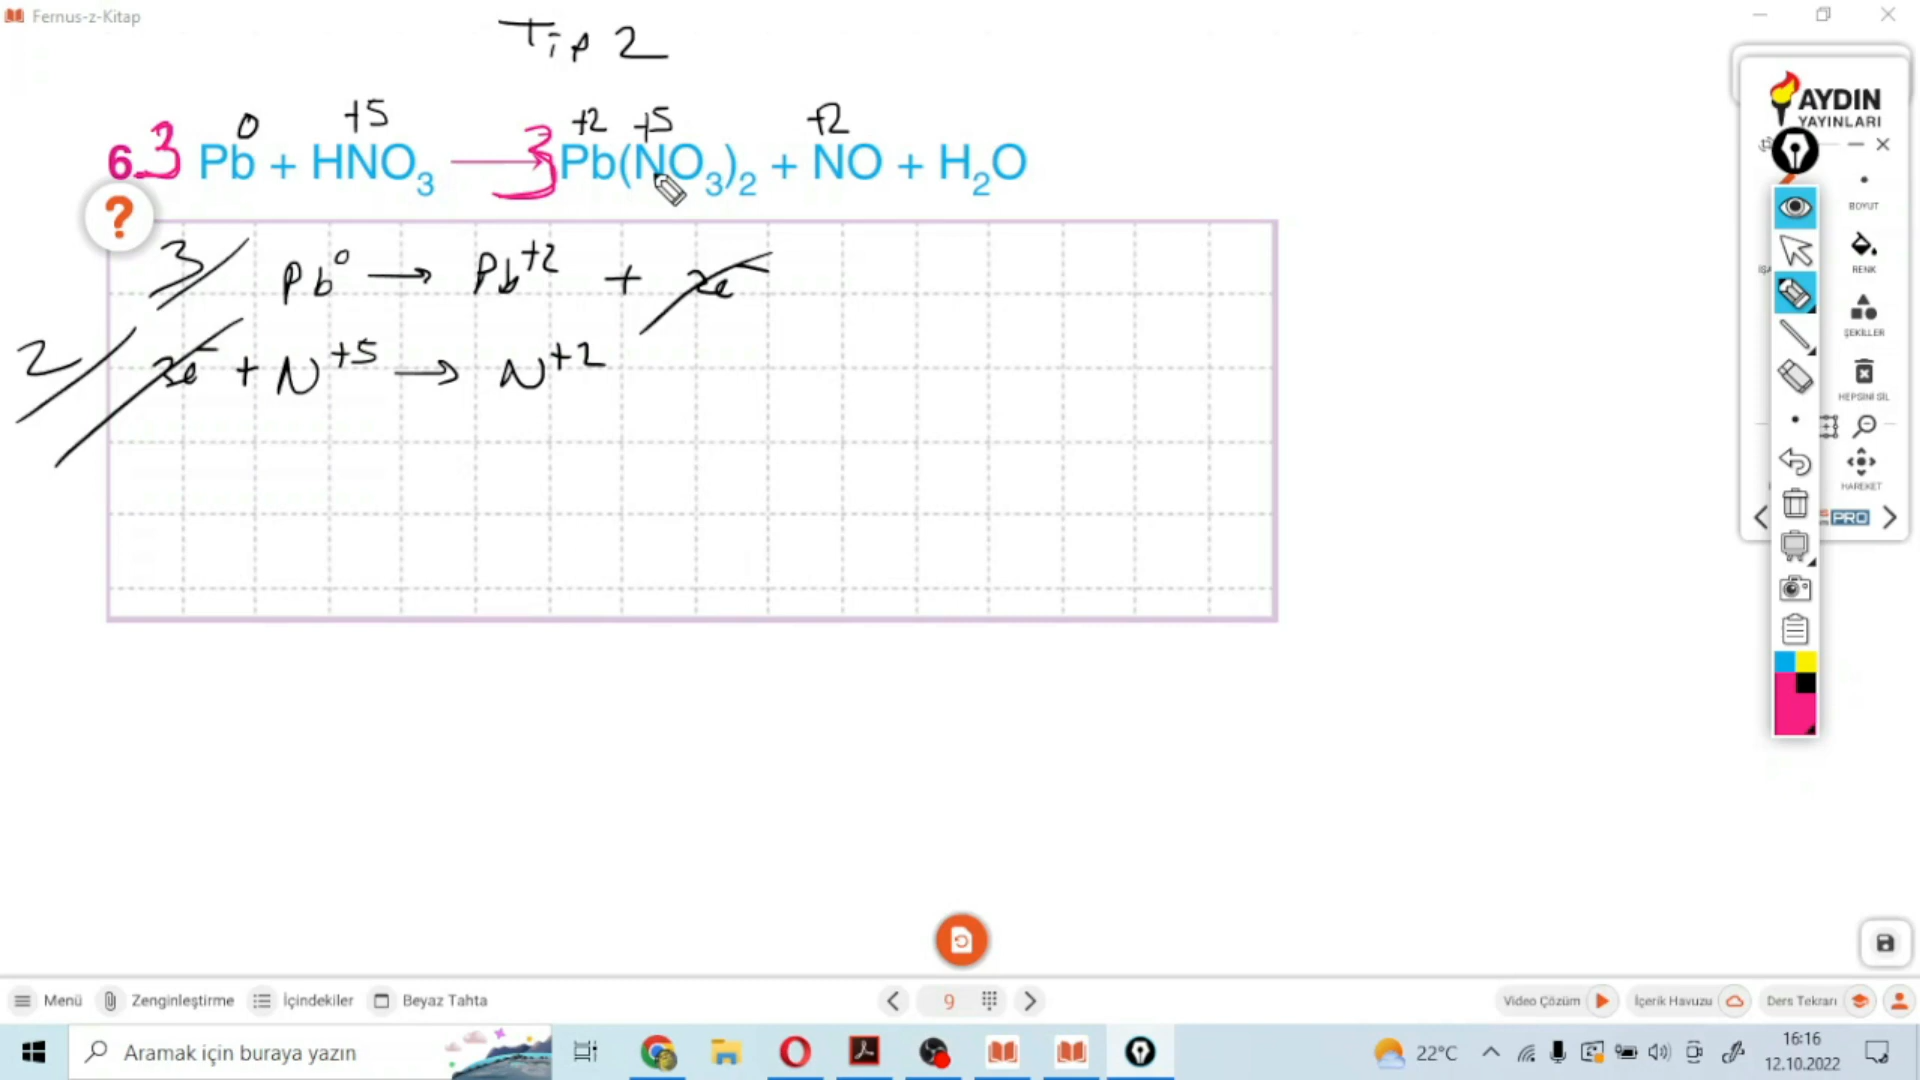 Fernus-z-Kitap
Tip 2
0 +5 +2 +5 +2
6. 3 Pb + HNO3 → 3 Pb(NO3)2 + NO + H2O
?
3/ Pb⁰ → Pb⁺² + 2e⁻
2/ 3e⁻ + N⁺⁵ → N⁺²
AYDIN
YAYINLARI
BOYUT
RENK
ŞEKİLLER
HEPSİNİ SİL
HAREKET
PRO
Menü Zenginleştirme İçindekiler Beyaz Tahta 9 Video Çözüm İçerik Havuzu Ders Tekrarı
Aramak için buraya yazın 22°C 16:16
12.10.2022